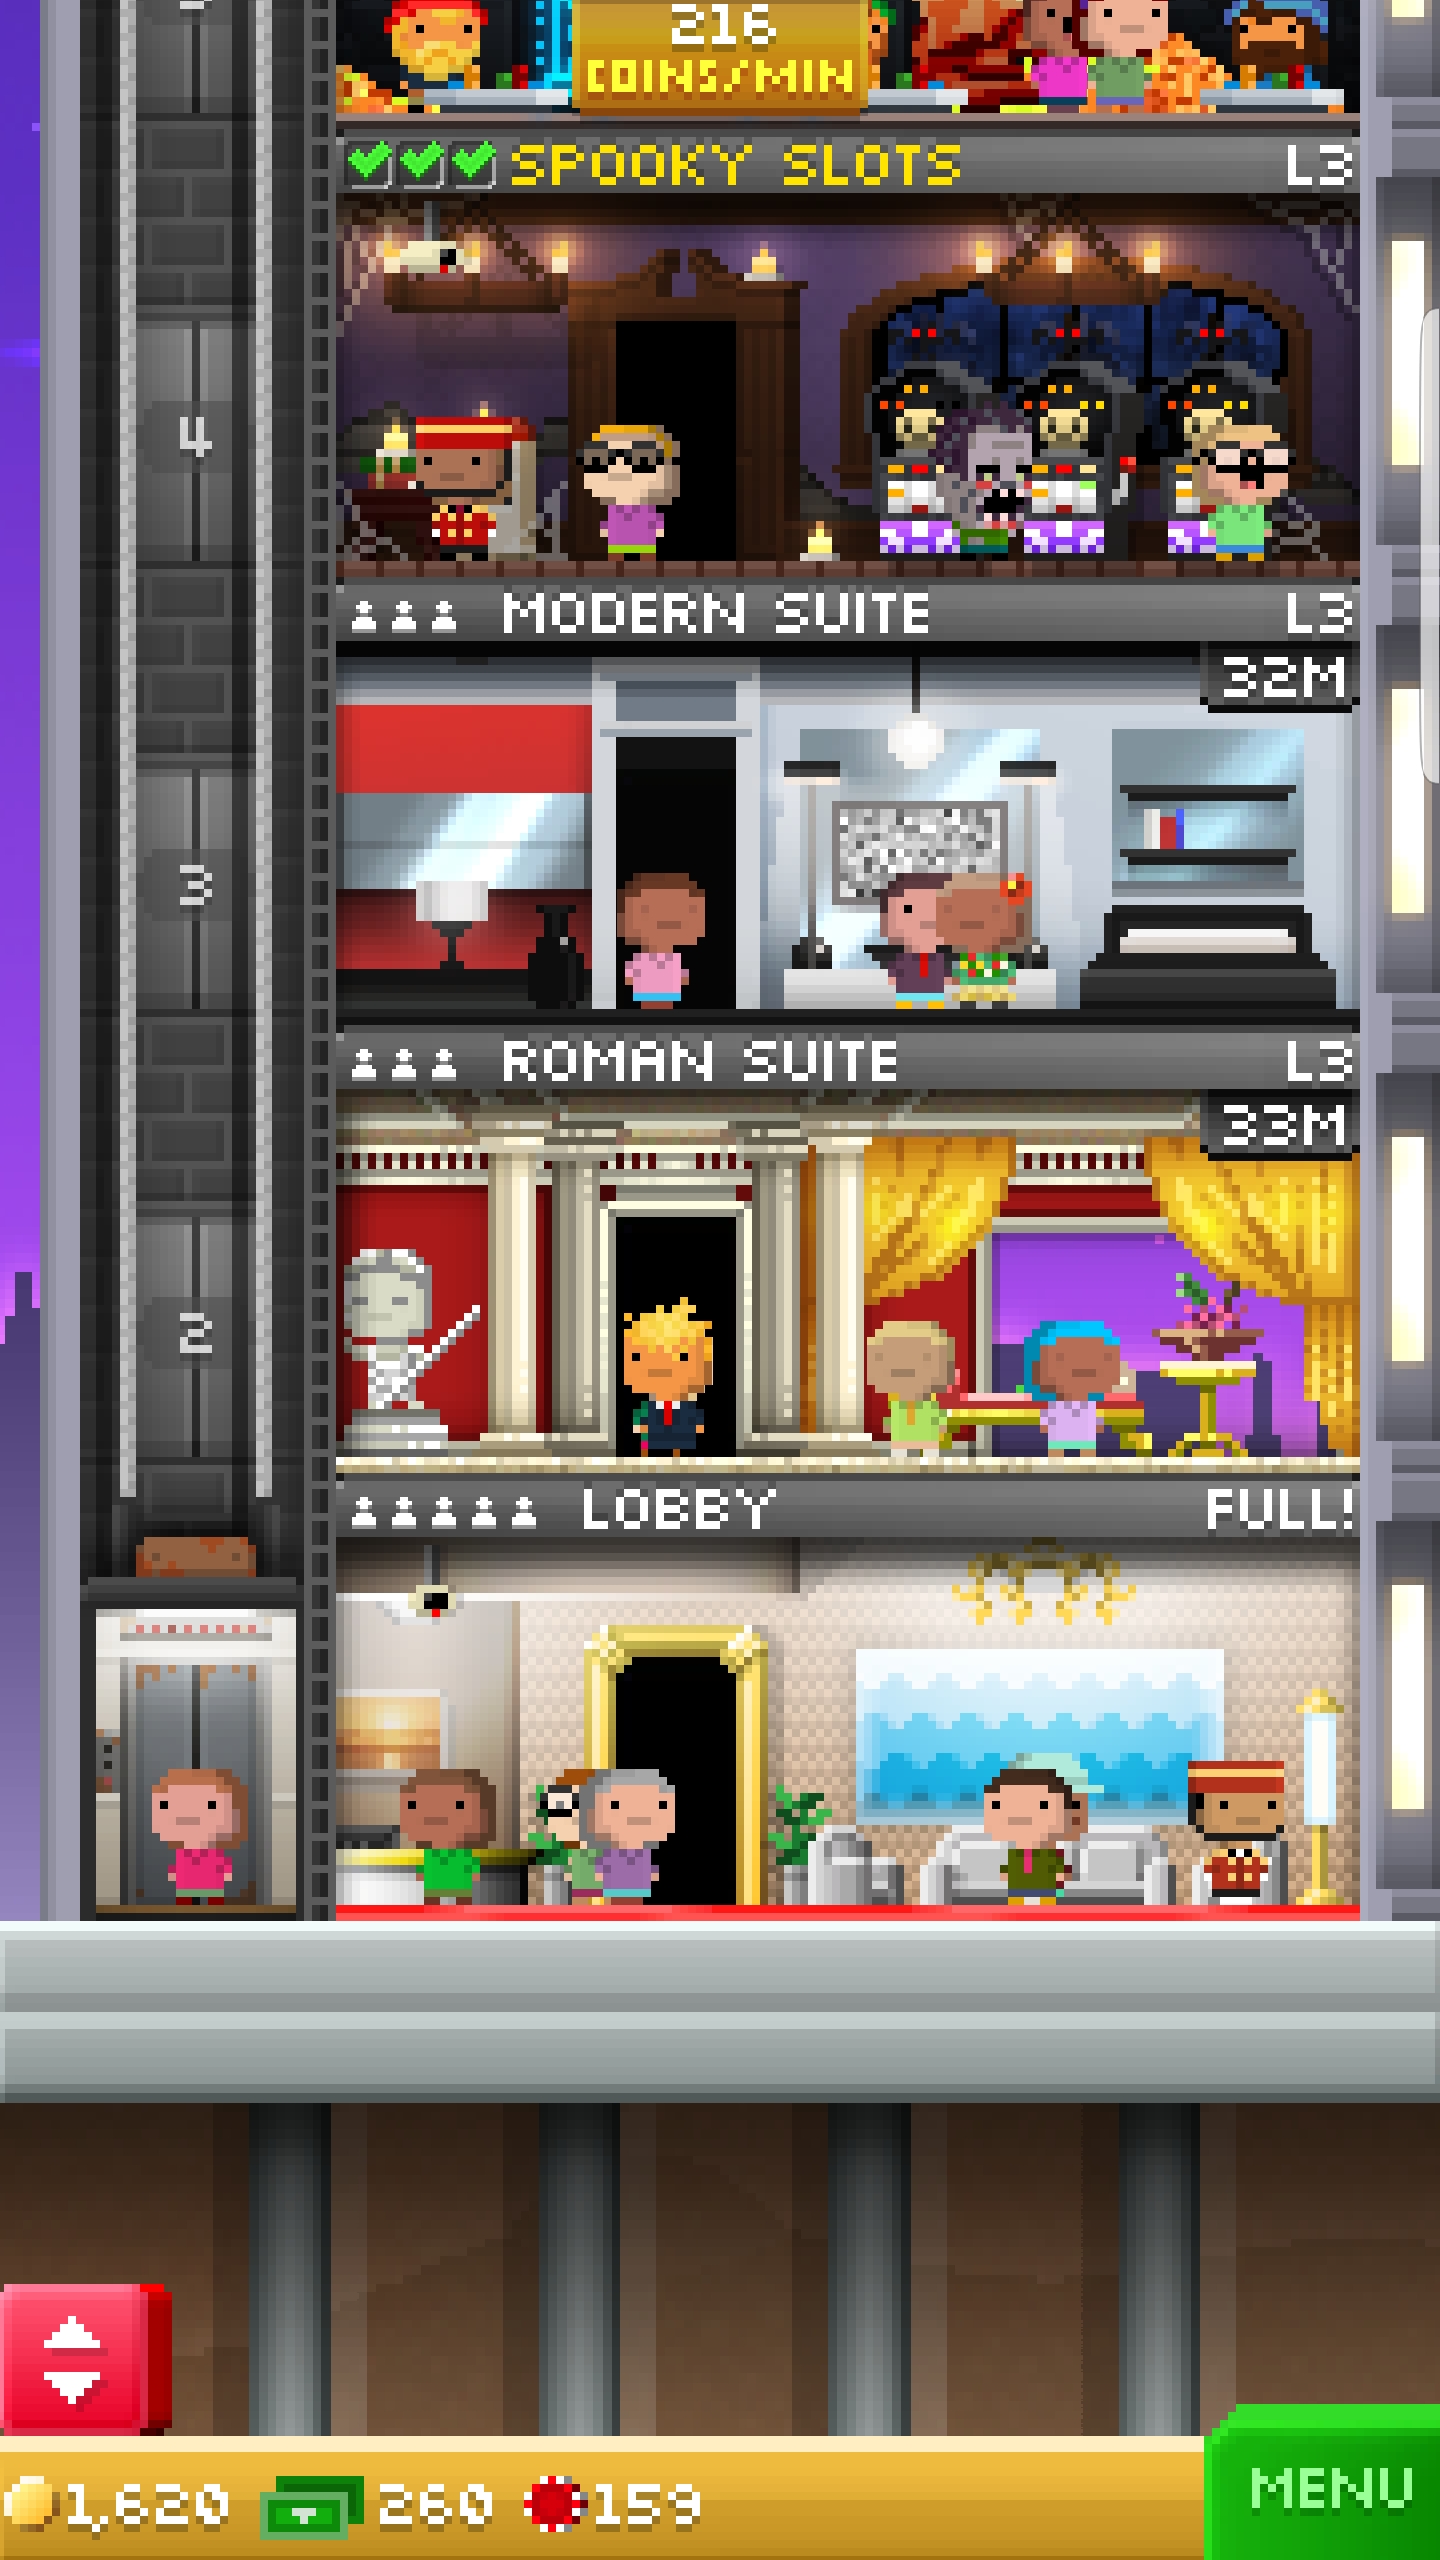 216
COINS/MIN
SPOOKY SLOTS L3
4
MODERN SUITE L3
32M
3
ROMAN SUITE L3
33M
2
LOBBY FULL!
1,620 260 159
MENU